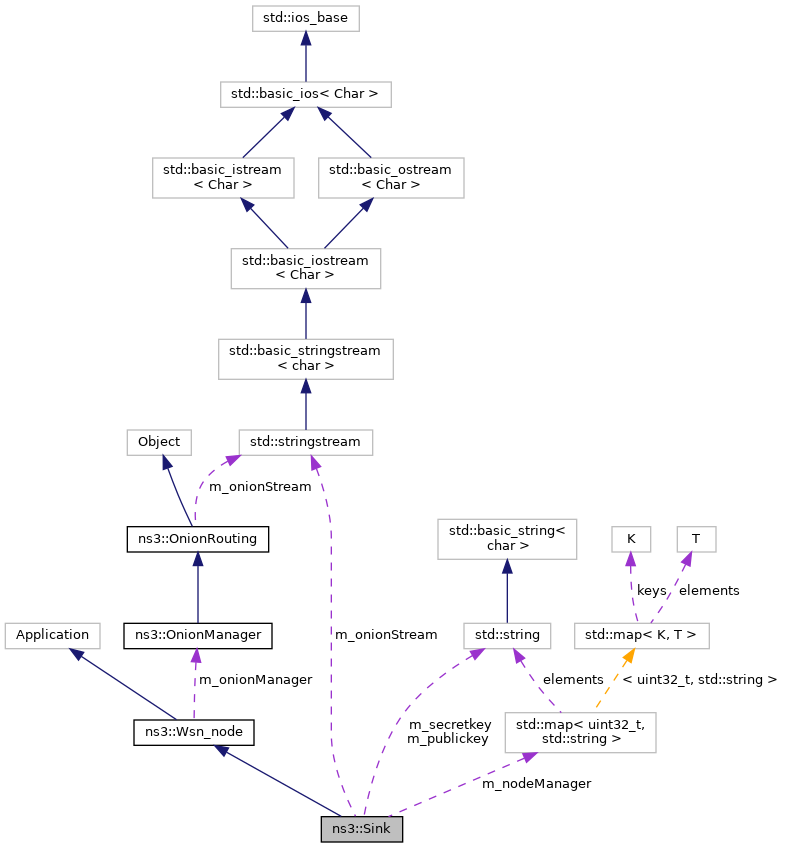 std::ios_base
std::basic_ios< Char >
std::basic_istream
< Char >
std::basic_ostream
< Char >
std::basic_iostream
< Char >
std::basic_stringstream
< char >
Object
std::stringstream
m_onionStream
ns3::OnionRouting
std::basic_string<
char >
K
T
keys
elements
Application
ns3::OnionManager
m_onionStream
std::string
std::map< K, T >
m_onionManager
elements
< uint32_t, std::string >
ns3::Wsn_node
m_secretkey
m_publickey
std::map< uint32_t,
std::string >
m_nodeManager
ns3::Sink